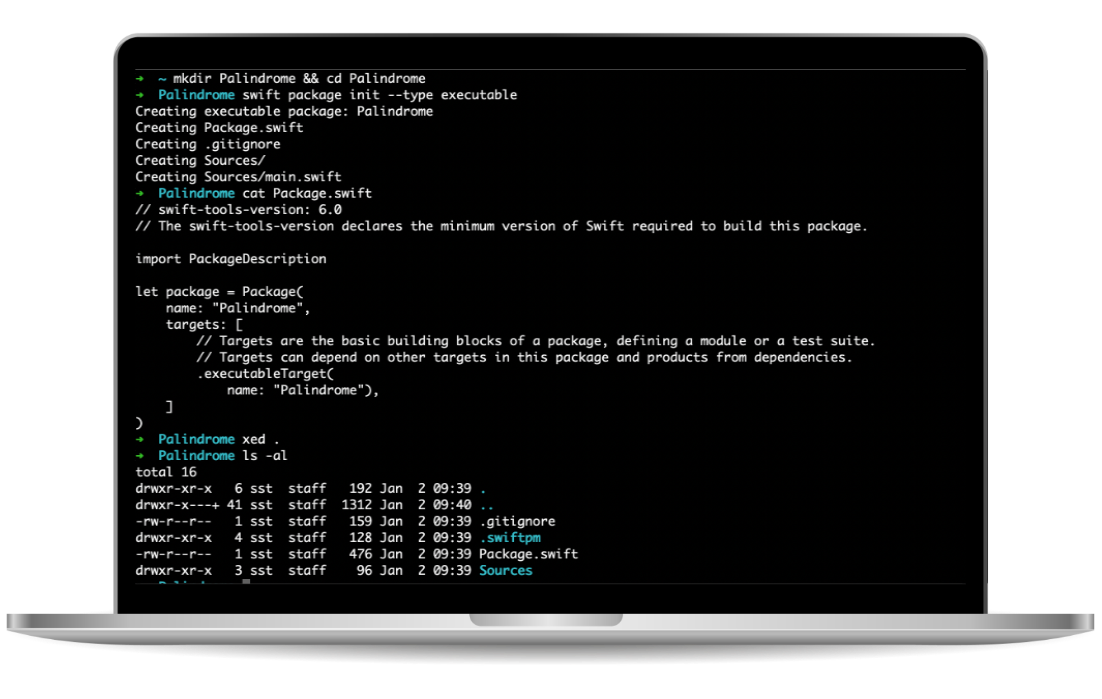 ➜  ~ mkdir Palindrome && cd Palindrome
➜  Palindrome swift package init --type executable
Creating executable package: Palindrome
Creating Package.swift
Creating .gitignore
Creating Sources/
Creating Sources/main.swift
➜  Palindrome cat Package.swift
// swift-tools-version: 6.0
// The swift-tools-version declares the minimum version of Swift required to build this package.

import PackageDescription

let package = Package(
    name: "Palindrome",
    targets: [
        // Targets are the basic building blocks of a package, defining a module or a test suite.
        // Targets can depend on other targets in this package and products from dependencies.
        .executableTarget(
            name: "Palindrome"),
    ]
)
➜  Palindrome xed .
➜  Palindrome ls -al
total 16
drwxr-xr-x   6 sst  staff   192 Jan  2 09:39 .
drwxr-x---+ 41 sst  staff  1312 Jan  2 09:40 ..
-rw-r--r--   1 sst  staff   159 Jan  2 09:39 .gitignore
drwxr-xr-x   4 sst  staff   128 Jan  2 09:39 .swiftpm
-rw-r--r--   1 sst  staff   476 Jan  2 09:39 Package.swift
drwxr-xr-x   3 sst  staff    96 Jan  2 09:39 Sources